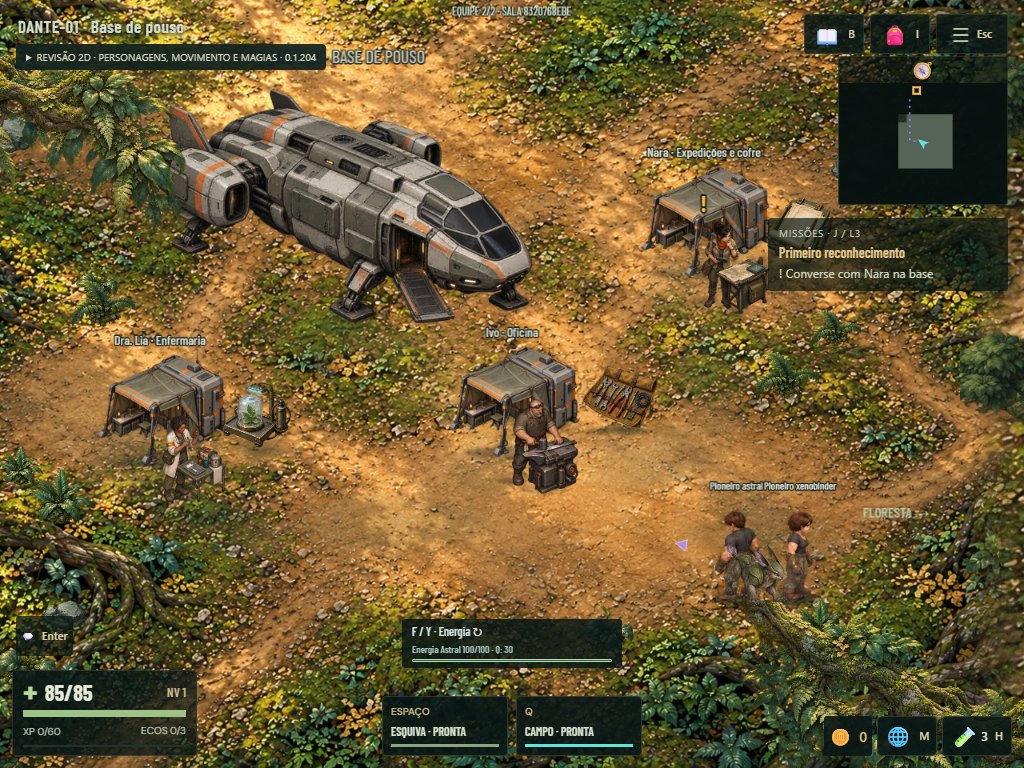 EQUIPE 2/2 · SALA 8320768EBE
DANTE-01 · Base de pouso
▶ REVISÃO 2D · PERSONAGENS, MOVIMENTO E MAGIAS · 0.1.204
BASE DE POUSO
B
I
Esc
Nara · Expedições e cofre
!
MISSÕES · J / L3
Primeiro reconhecimento
! Converse com Nara na base
Dra. Lia · Enfermaria
Ivo · Oficina
Pioneiro astral Pioneiro xenobinder
FLORESTA
Enter
F / Y · Energia ↻
Energia Astral 100/100 · Q: 30
+ 85/85
NV 1
XP 0/60
ECOS 0/3
ESPAÇO
ESQUIVA · PRONTA
Q
CAMPO · PRONTA
0
M
3 H